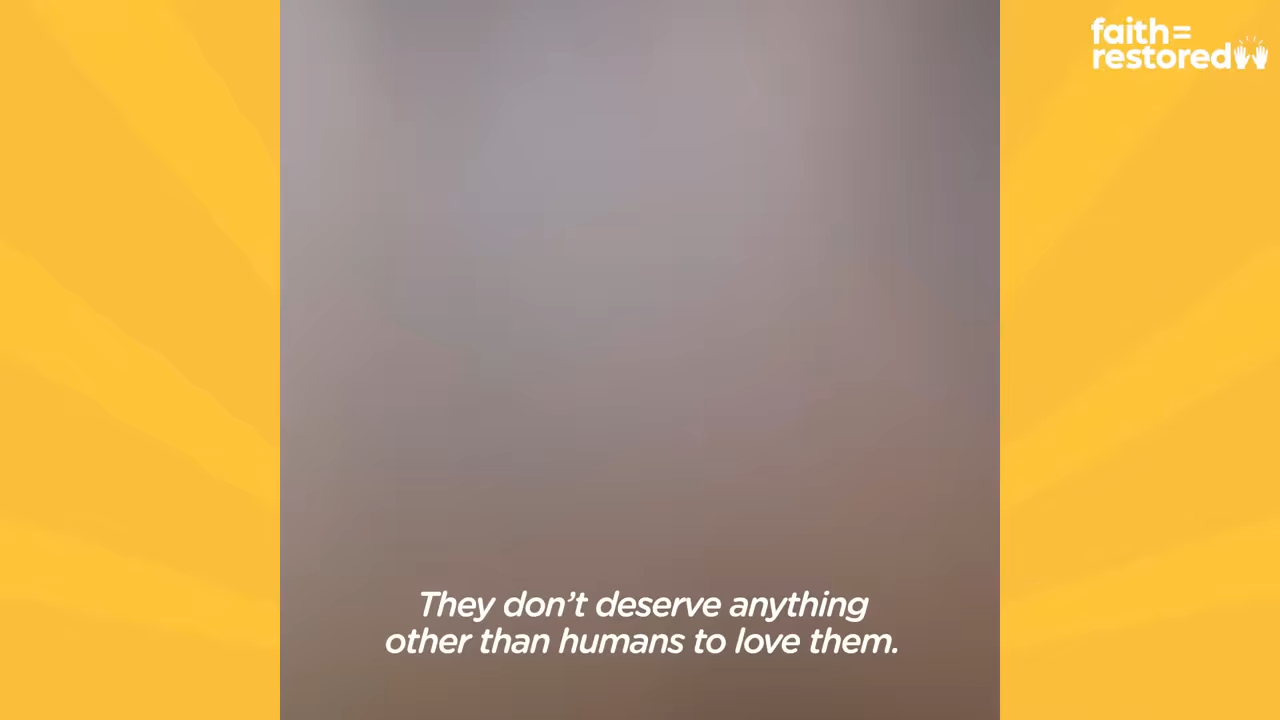 faith=
restored
They don't deserve anything
other than humans to love them.